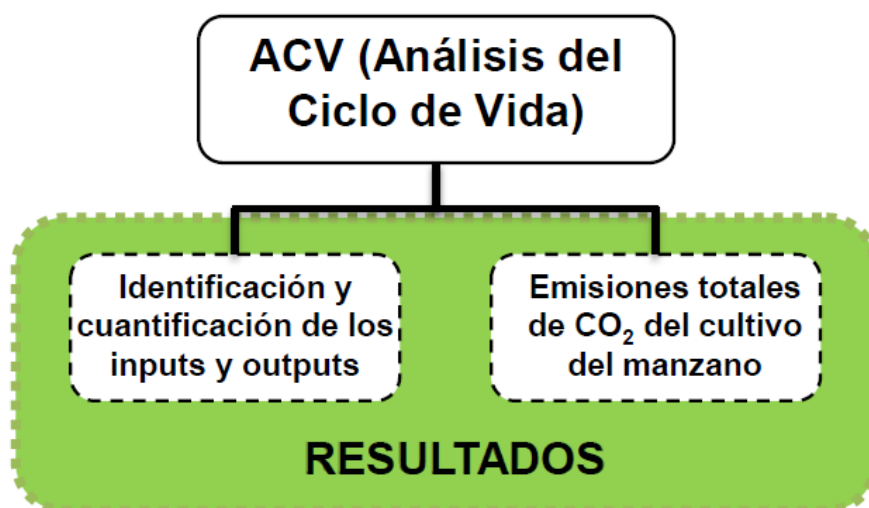 ACV (Análisis del
Ciclo de Vida)
Identificación y
cuantificación de los
inputs y outputs
Emisiones totales
de CO₂ del cultivo
del manzano
RESULTADOS